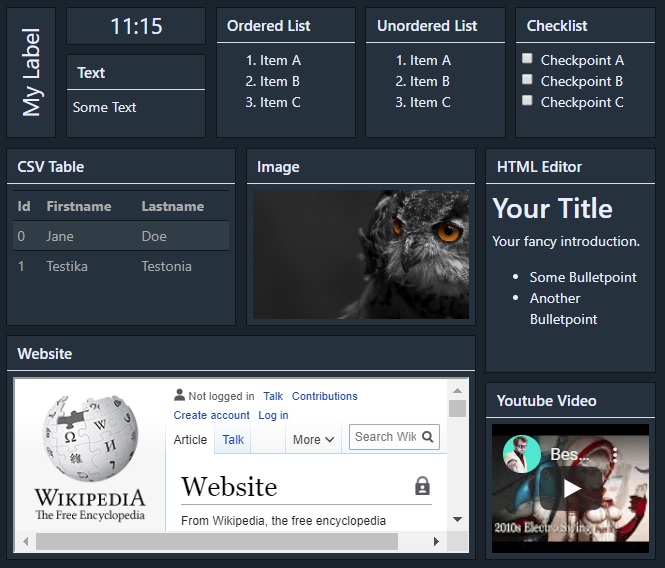 My Label
11:15
Text
Some Text
Ordered List
1. Item A
2. Item B
3. Item C
Unordered List
1. Item A
2. Item B
3. Item C
Checklist
Checkpoint A
Checkpoint B
Checkpoint C
CSV Table
Id Firstname Lastname
0 Jane Doe
1 Testika Testonia
Image
HTML Editor
Your Title
Your fancy introduction.
• Some Bulletpoint
• Another
Bulletpoint
Website
Not logged in Talk Contributions
Create account Log in
Article Talk More Search Wik
Ω W И
維
WIKIPEDIA
The Free Encyclopedia
Website
From Wikipedia, the free encyclopedia
Youtube Video
Bes...
2010s Electro Swing